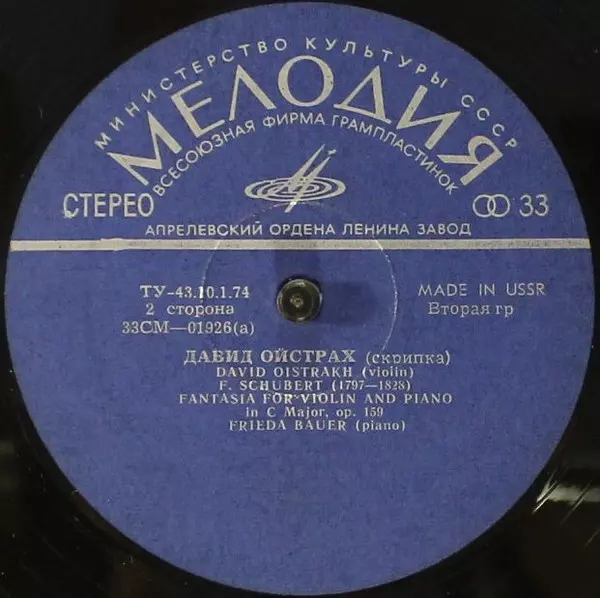 МИНИСТЕРСТВО КУЛЬТУРЫ СССР
МЕЛОДИЯ
ВСЕСОЮЗНАЯ ФИРМА ГРАМПЛАСТИНОК
СТЕРЕО
33
АПРЕЛЕВСКИЙ ОРДЕНА ЛЕНИНА ЗАВОД
ТУ—43.10.1.74
2 сторона
33СМ—01926(а)
MADE IN USSR
Вторая гр
ДАВИД ОЙСТРАХ (скрипка)
DAVID OISTRAKH (violin)
F. SCHUBERT (1797—1828)
FANTASIA FOR VIOLIN AND PIANO
in C Major, op. 159
FRIEDA BAUER (piano)